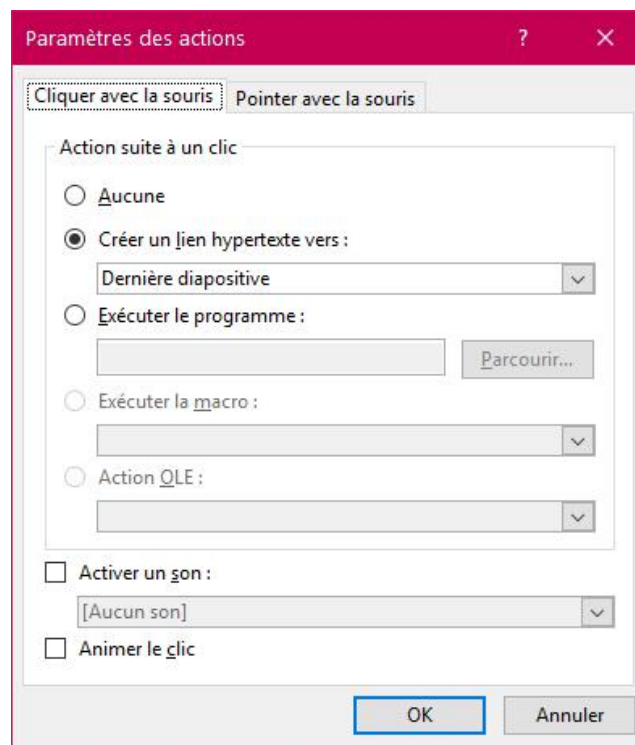 Paramètres des actions ?
Cliquer avec la souris Pointer avec la souris
Action suite à un clic
Aucune
Créer un lien hypertexte vers :
Dernière diapositive
Exécuter le programme :
Parcourir...
Exécuter la macro :
Action OLE :
Activer un son :
[Aucun son]
Animer le clic
OK Annuler